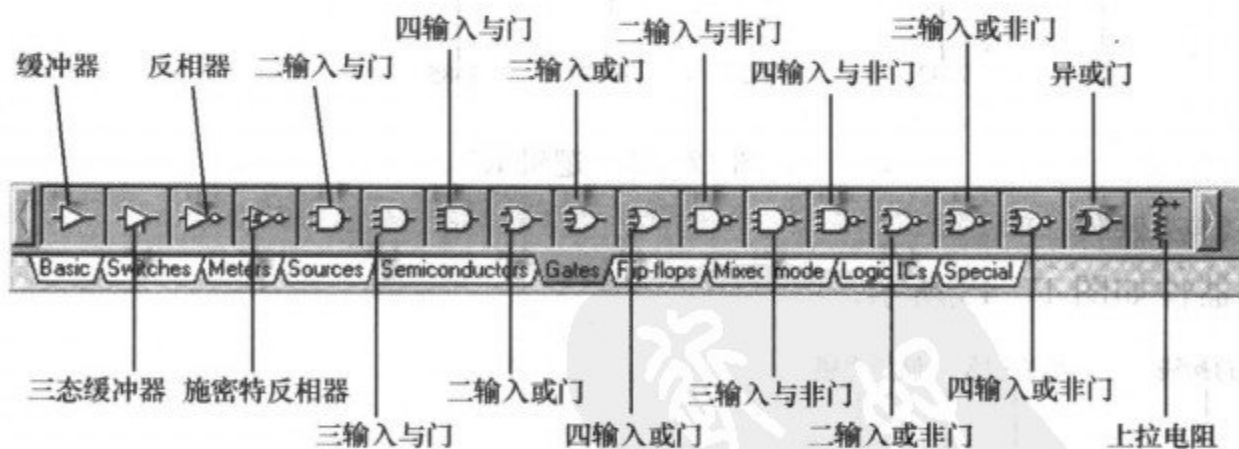 四输入与门 二输入与非门 三输入或非门
缓冲器 反相器 二输入与门 三输入或门 四输入与非门 异或门
Basic Switches Meters Sources Semiconductors Gates Flip-flops Mixed mode Logic ICs Special
三态缓冲器 施密特反相器 二输入或门 三输入与非门 四输入或非门
三输入与门 四输入或门 二输入或非门 上拉电阻